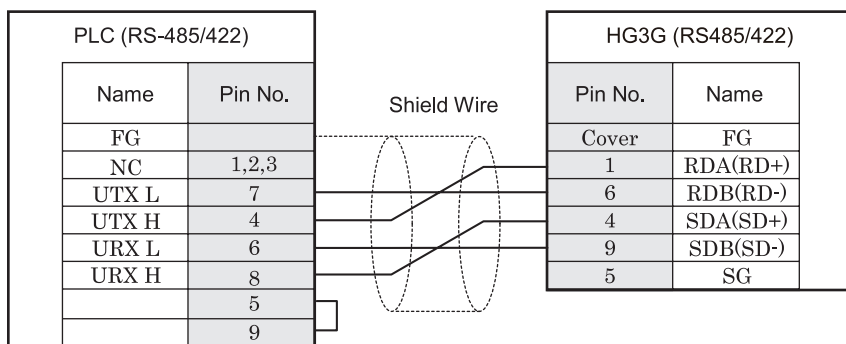 PLC (RS-485/422)
Name Pin No.
FG
NC 1,2,3
UTX L 7
UTX H 4
URX L 6
URX H 8
5
9
Shield Wire
HG3G (RS485/422)
Pin No. Name
Cover FG
1 RDA(RD+)
6 RDB(RD-)
4 SDA(SD+)
9 SDB(SD-)
5 SG